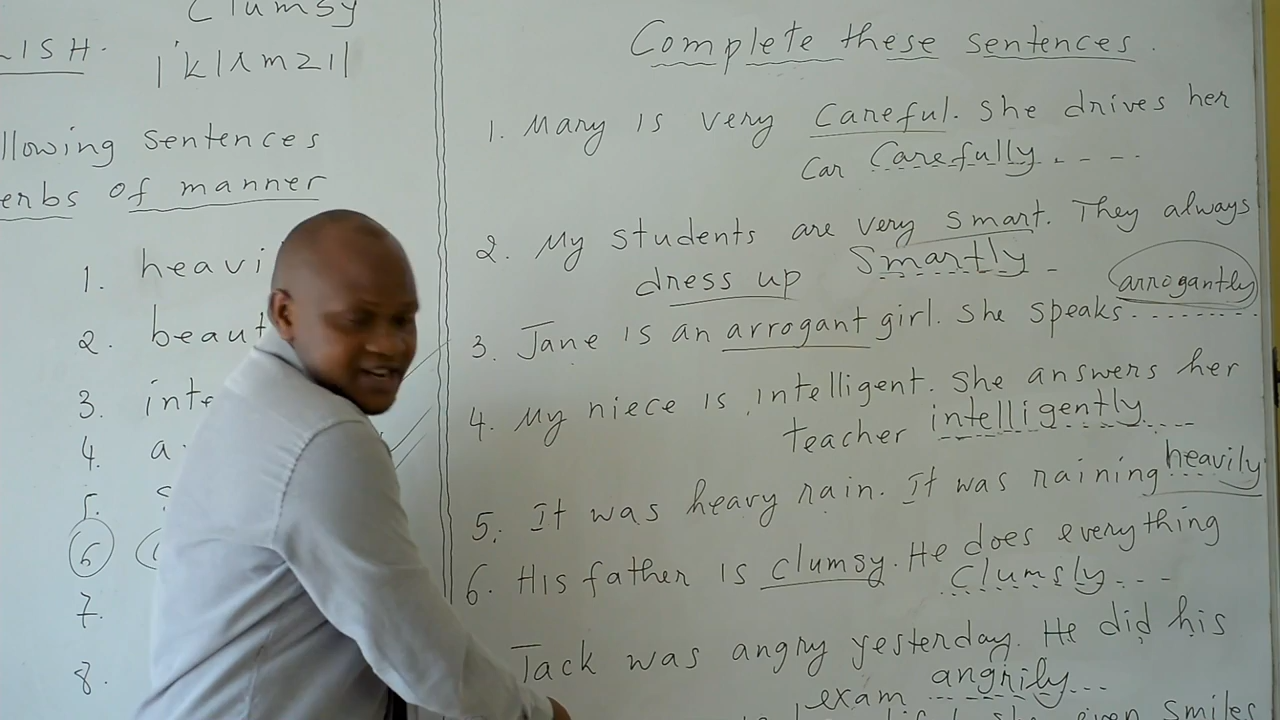 clumsy
LISH.
|'klʌmzɪ|
llowing sentences
erbs of manner
1. heavi
2. beaut
3. inte
4. a
5. S
6
7.
8.
Complete these sentences.
1. Mary is very careful. She drives her
car carefully....
2. My students are very smart. They always
dress up smartly
arrogantly
3. Jane is an arrogant girl. She speaks..........
4. My niece is intelligent. She answers her
teacher intelligently
5. It was heavy rain. It was raining heavily
6. His father is clumsy. He does everything
clumsly...
Jack was angry yesterday. He did his
exam angrily...
smiles